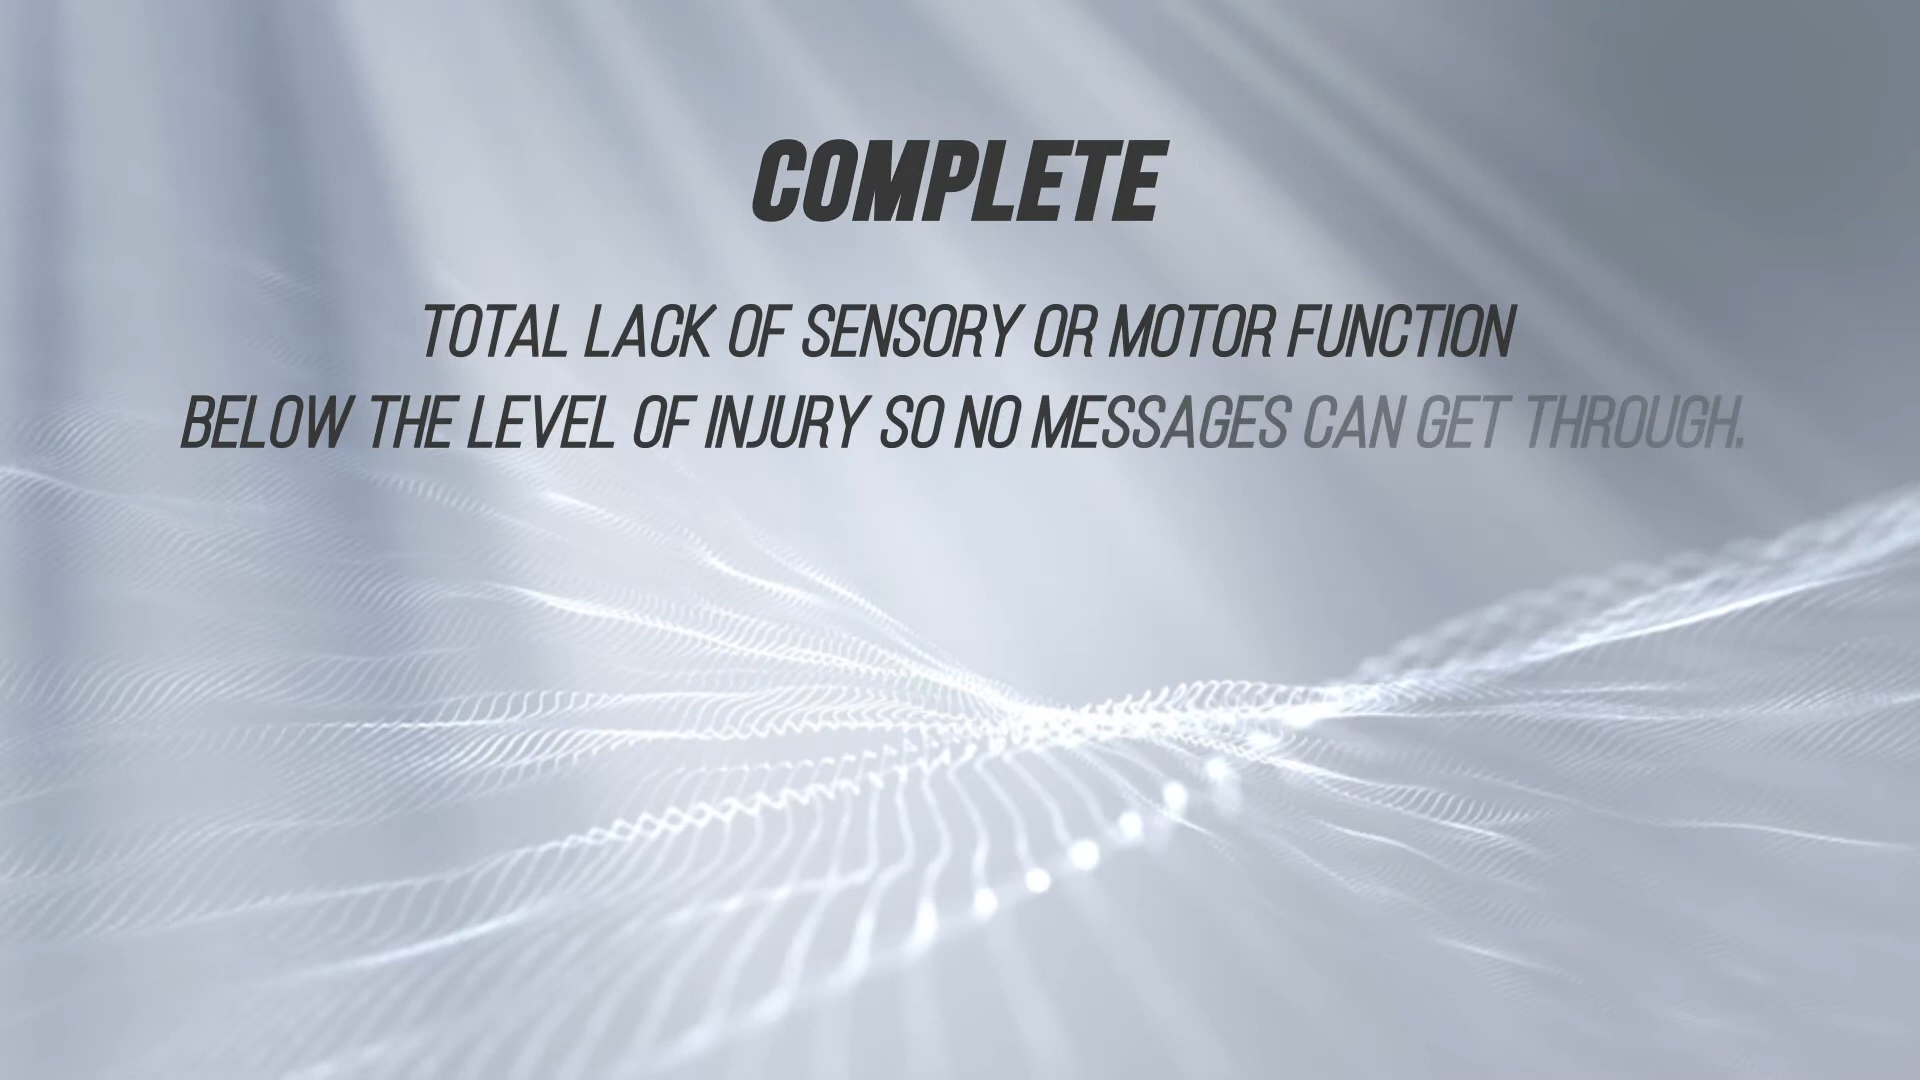 COMPLETE
TOTAL LACK OF SENSORY OR MOTOR FUNCTION
BELOW THE LEVEL OF INJURY SO NO MESSAGES CAN GET THROUGH.